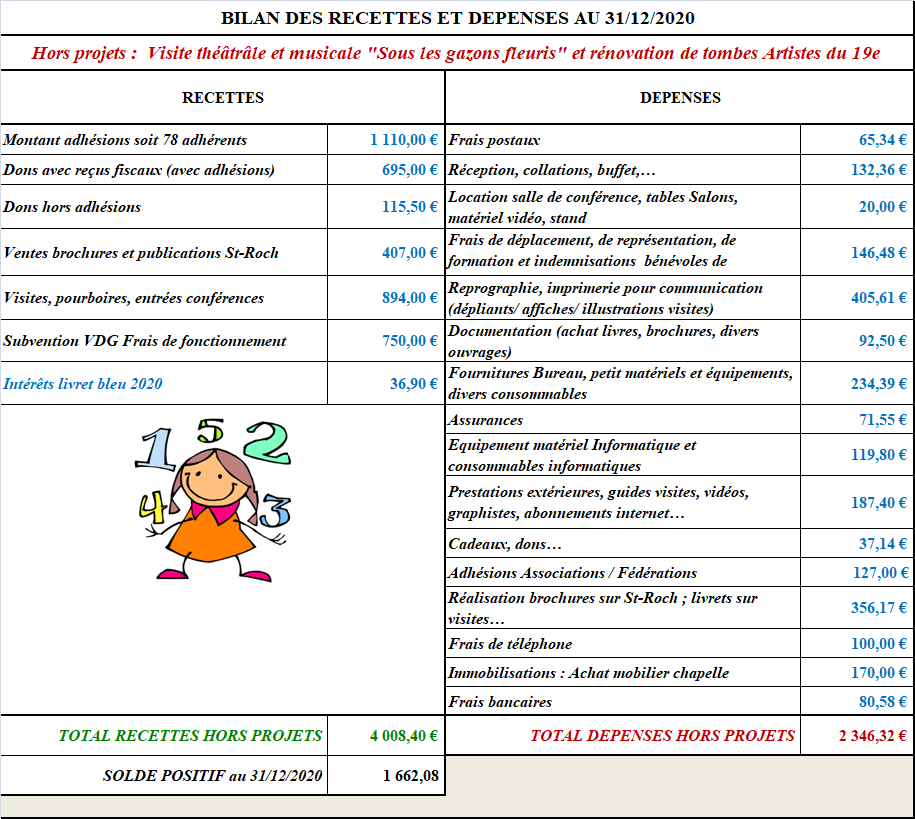 BILAN DES RECETTES ET DEPENSES AU 31/12/2020
Hors projets : Visite théâtrâle et musicale "Sous les gazons fleuris" et rénovation de tombes Artistes du 19e
RECETTES
Montant adhésions soit 78 adhérents 1 110,00 €
Dons avec reçus fiscaux (avec adhésions) 695,00 €
Dons hors adhésions 115,50 €
Ventes brochures et publications St-Roch 407,00 €
Visites, pourboires, entrées conférences 894,00 €
Subvention VDG Frais de fonctionnement 750,00 €
Intérêts livret bleu 2020 36,90 €
1 5 2
4 3
TOTAL RECETTES HORS PROJETS 4 008,40 €
SOLDE POSITIF au 31/12/2020 1 662,08
DEPENSES
Frais postaux 65,34 €
Réception, collations, buffet,… 132,36 €
Location salle de conférence, tables Salons,
matériel vidéo, stand 20,00 €
Frais de déplacement, de représentation, de
formation et indemnisations bénévoles de 146,48 €
Reprographie, imprimerie pour communication
(dépliants/ affiches/ illustrations visites) 405,61 €
Documentation (achat livres, brochures, divers
ouvrages) 92,50 €
Fournitures Bureau, petit matériels et équipements,
divers consommables 234,39 €
Assurances 71,55 €
Equipement matériel Informatique et
consommables informatiques 119,80 €
Prestations extérieures, guides visites, vidéos,
graphistes, abonnements internet… 187,40 €
Cadeaux, dons… 37,14 €
Adhésions Associations / Fédérations 127,00 €
Réalisation brochures sur St-Roch ; livrets sur
visites… 356,17 €
Frais de téléphone 100,00 €
Immobilisations : Achat mobilier chapelle 170,00 €
Frais bancaires 80,58 €
TOTAL DEPENSES HORS PROJETS 2 346,32 €